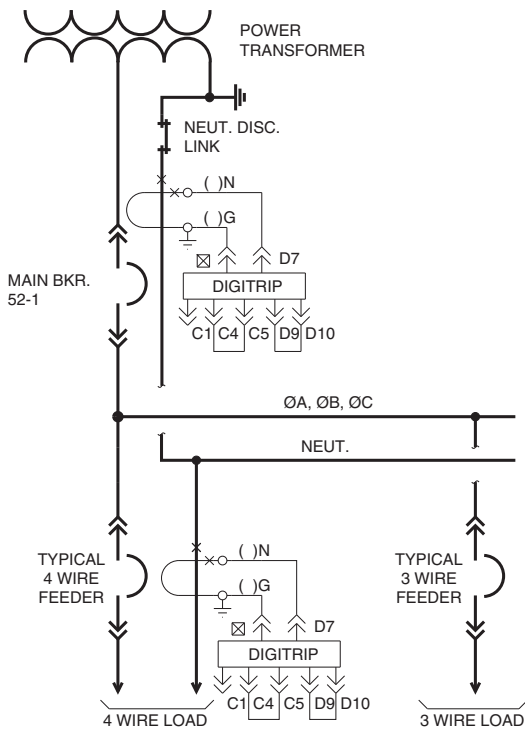 POWER
TRANSFORMER
NEUT. DISC.
LINK
( )N
( )G
D7
MAIN BKR.
52-1
DIGITRIP
C1 C4 C5 D9 D10
ØA, ØB, ØC
NEUT.
TYPICAL
4 WIRE
FEEDER
( )N
( )G
D7
DIGITRIP
C1 C4 C5 D9 D10
TYPICAL
3 WIRE
FEEDER
4 WIRE LOAD
3 WIRE LOAD